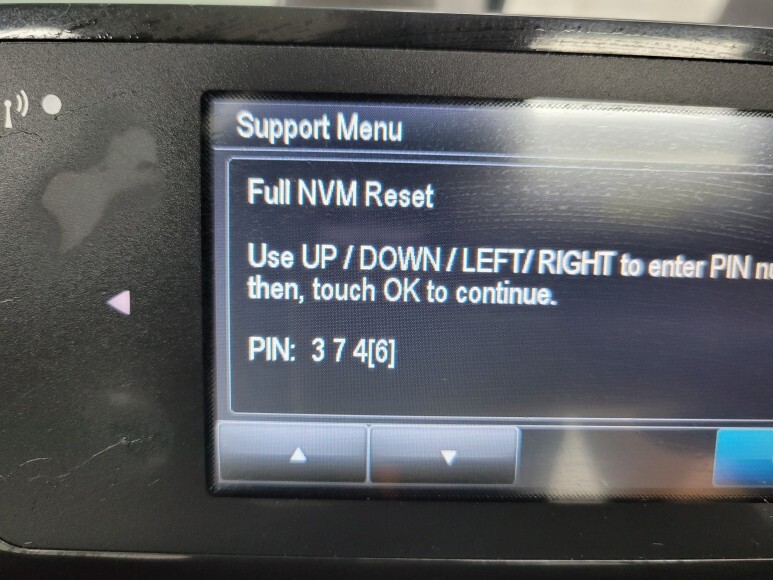 Support Menu
Full NVM Reset
Use UP / DOWN / LEFT/ RIGHT to enter PIN
then, touch OK to continue.
PIN: 3 7 4[6]